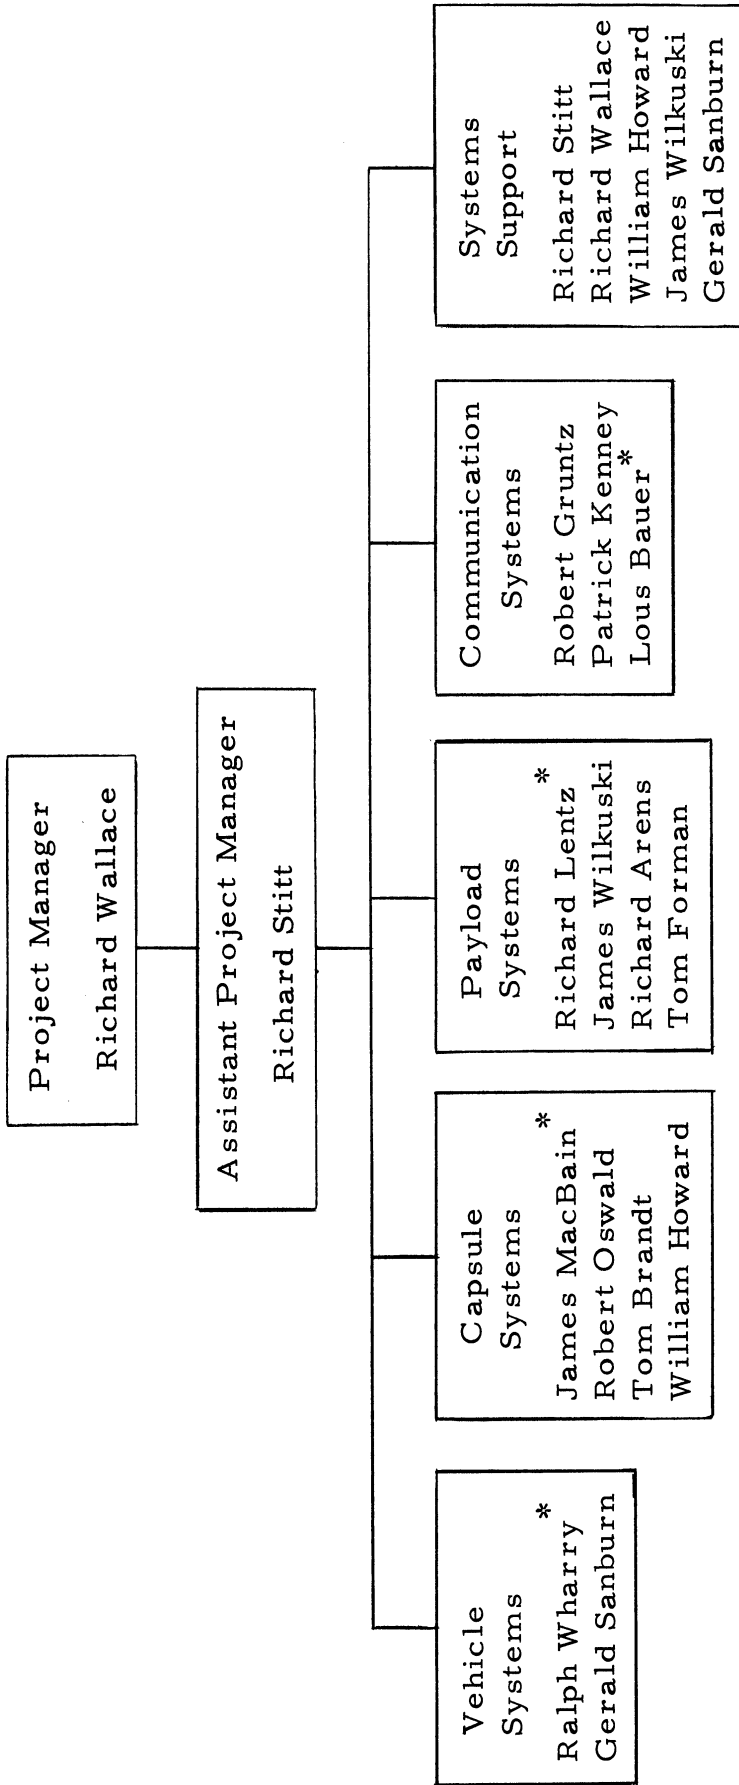 Project Manager
Richard Wallace
Assistant Project Manager
Richard Stitt
Vehicle
Systems
Ralph Wharry*
Gerald Sanburn
Capsule
Systems
James MacBain*
Robert Oswald
Tom Brandt
William Howard
Payload
Systems
Richard Lentz*
James Wilkuski
Richard Arens
Tom Forman
Communication
Systems
Robert Gruntz
Patrick Kenney
Lous Bauer*
Systems
Support
Richard Stitt
Richard Wallace
William Howard
James Wilkuski
Gerald Sanburn